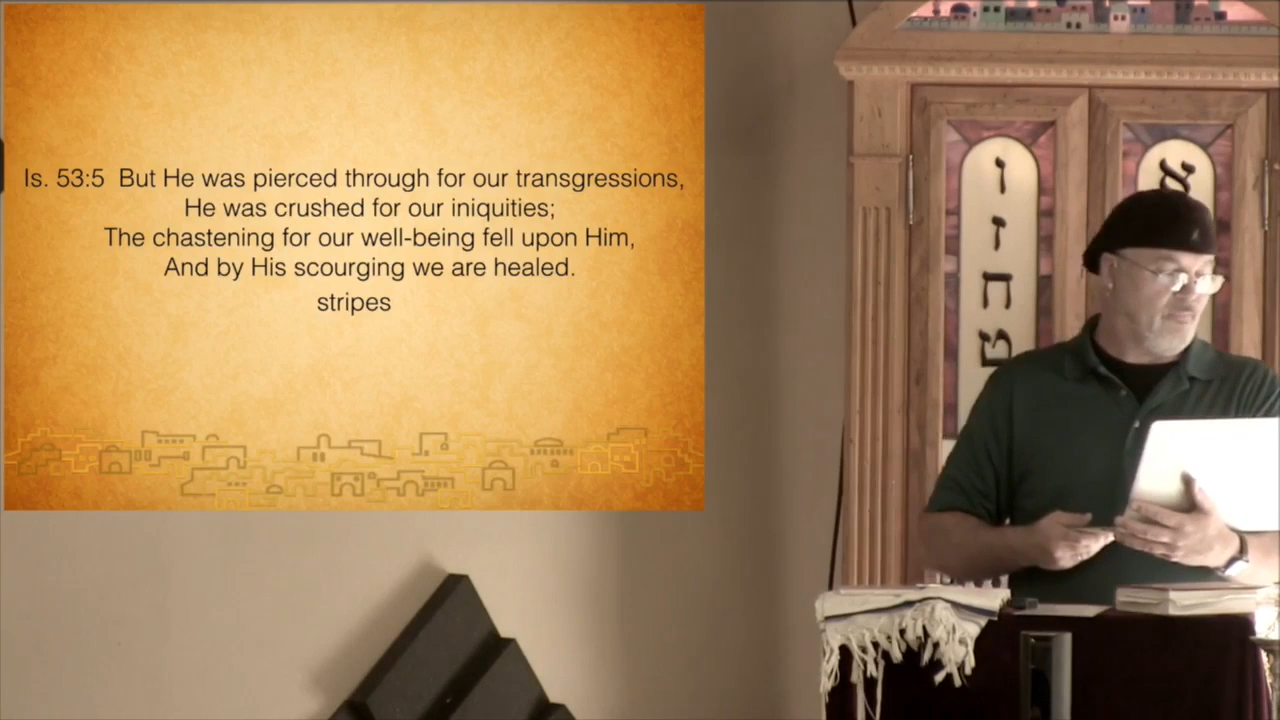 Is. 53:5  But He was pierced through for our transgressions,
He was crushed for our iniquities;
The chastening for our well-being fell upon Him,
And by His scourging we are healed.
stripes
ו
ז
ח
ט
א